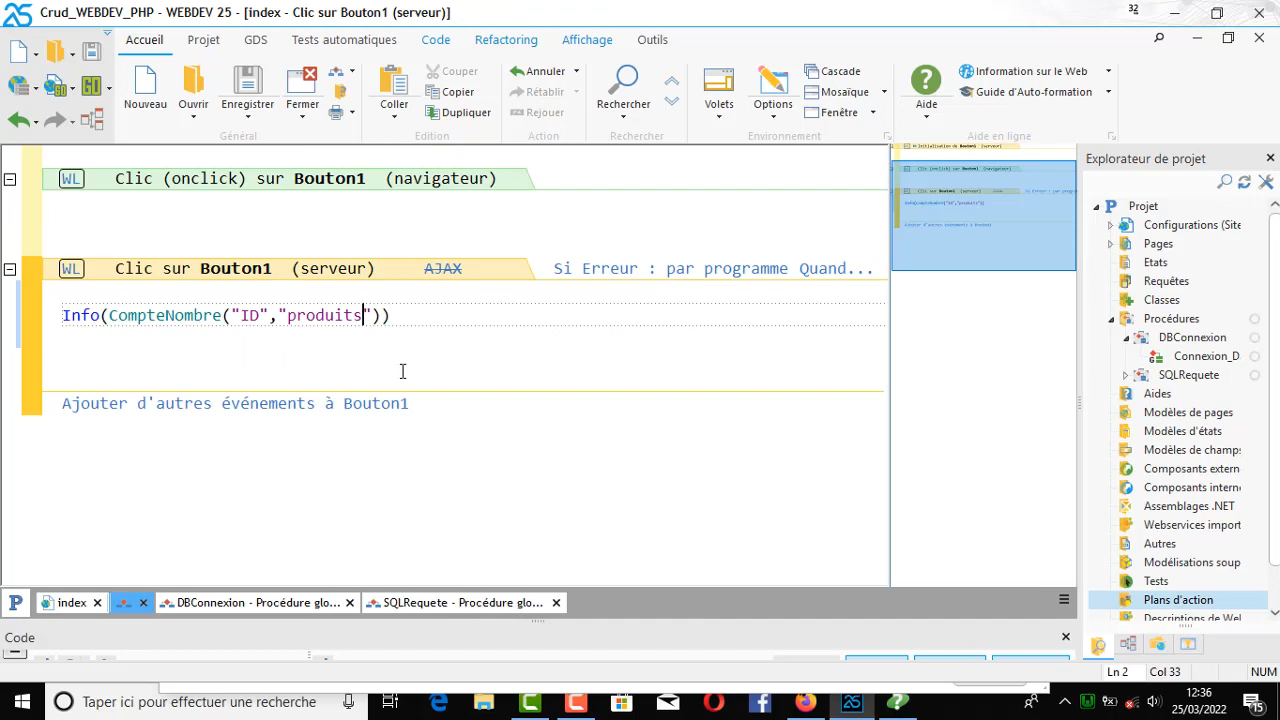 Crud_WEBDEV_PHP - WEBDEV 25 - [index - Clic sur Bouton1 (serveur)]
32
Accueil Projet GDS Tests automatiques Code Refactoring Affichage Outils
Nouveau Ouvrir Enregistrer Fermer
Général
Coller
Couper
Copier
Dupliquer
Edition
Annuler
Rétablir
Rejouer
Action
Rechercher
Rechercher
Volets Options
Cascade
Mosaïque
Fenêtre
Environnement
Aide
Information sur le Web
Guide d'Auto-formation
Aide en ligne
WL Clic (onclick) sur Bouton1 (navigateur)
WL Clic sur Bouton1 (serveur) AJAX Si Erreur : par programme Quand...
Info(CompteNombre("ID","produits"))
Ajouter d'autres événements à Bouton1
Explorateur de projet
Projet
Configurations (Site
Pages
Etats
Requêtes
Classes
Procédures
DBConnexion
Connexion_D
SQLRequete
Aides
Modèles de pages
Modèles d'états
Modèles de champs
Composants extern
Composants intern
Assemblages .NET
Webservices import
Autres
Modélisations soup
Tests
Plans d'action
Descriptions de Wel
index DBConnexion - Procédure glo... SQLRequete - Procédure glo...
Code
Ln 2 Col 33 NUM
Taper ici pour effectuer une recherche
12:36
25/03/2022
15